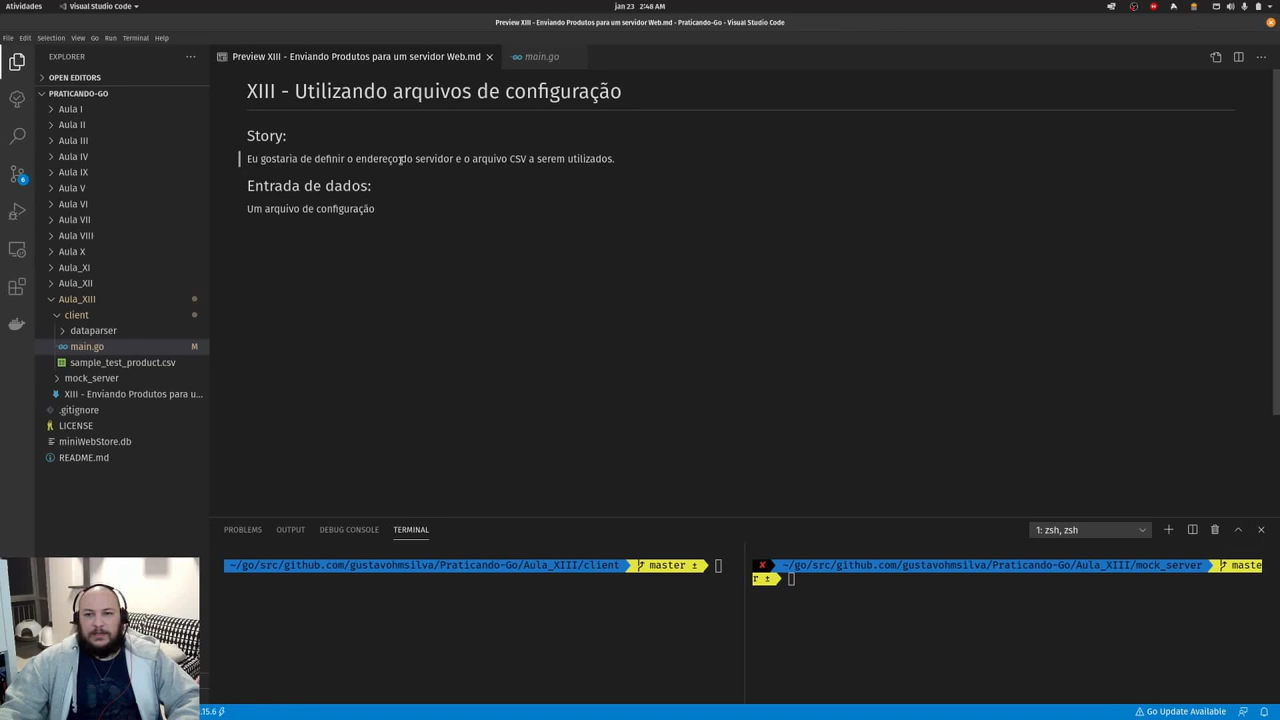 Atividades
Visual Studio Code
jan 23 2:48 AM
Preview XIII - Enviando Produtos para um servidor Web.md - Praticando-Go - Visual Studio Code
File Edit Selection View Go Run Terminal Help
EXPLORER
Preview XIII - Enviando Produtos para um servidor Web.md
main.go
OPEN EDITORS
PRATICANDO-GO
Aula I
Aula II
Aula III
Aula IV
Aula IX
Aula V
Aula VI
Aula VII
Aula VIII
Aula X
Aula_XI
Aula_XII
Aula_XIII
client
dataparser
main.go M
sample_test_product.csv
mock_server
XIII - Enviando Produtos para u...
.gitignore
LICENSE
miniWebStore.db
README.md
6
XIII - Utilizando arquivos de configuração
Story:
Eu gostaria de definir o endereço do servidor e o arquivo CSV a serem utilizados.
Entrada de dados:
Um arquivo de configuração
PROBLEMS OUTPUT DEBUG CONSOLE TERMINAL
1: zsh, zsh
~/go/src/github.com/gustavohmsilva/Praticando-Go/Aula_XIII/client master ±
✘ ~/go/src/github.com/gustavohmsilva/Praticando-Go/Aula_XIII/mock_server maste
r ±
.15.6
Go Update Available